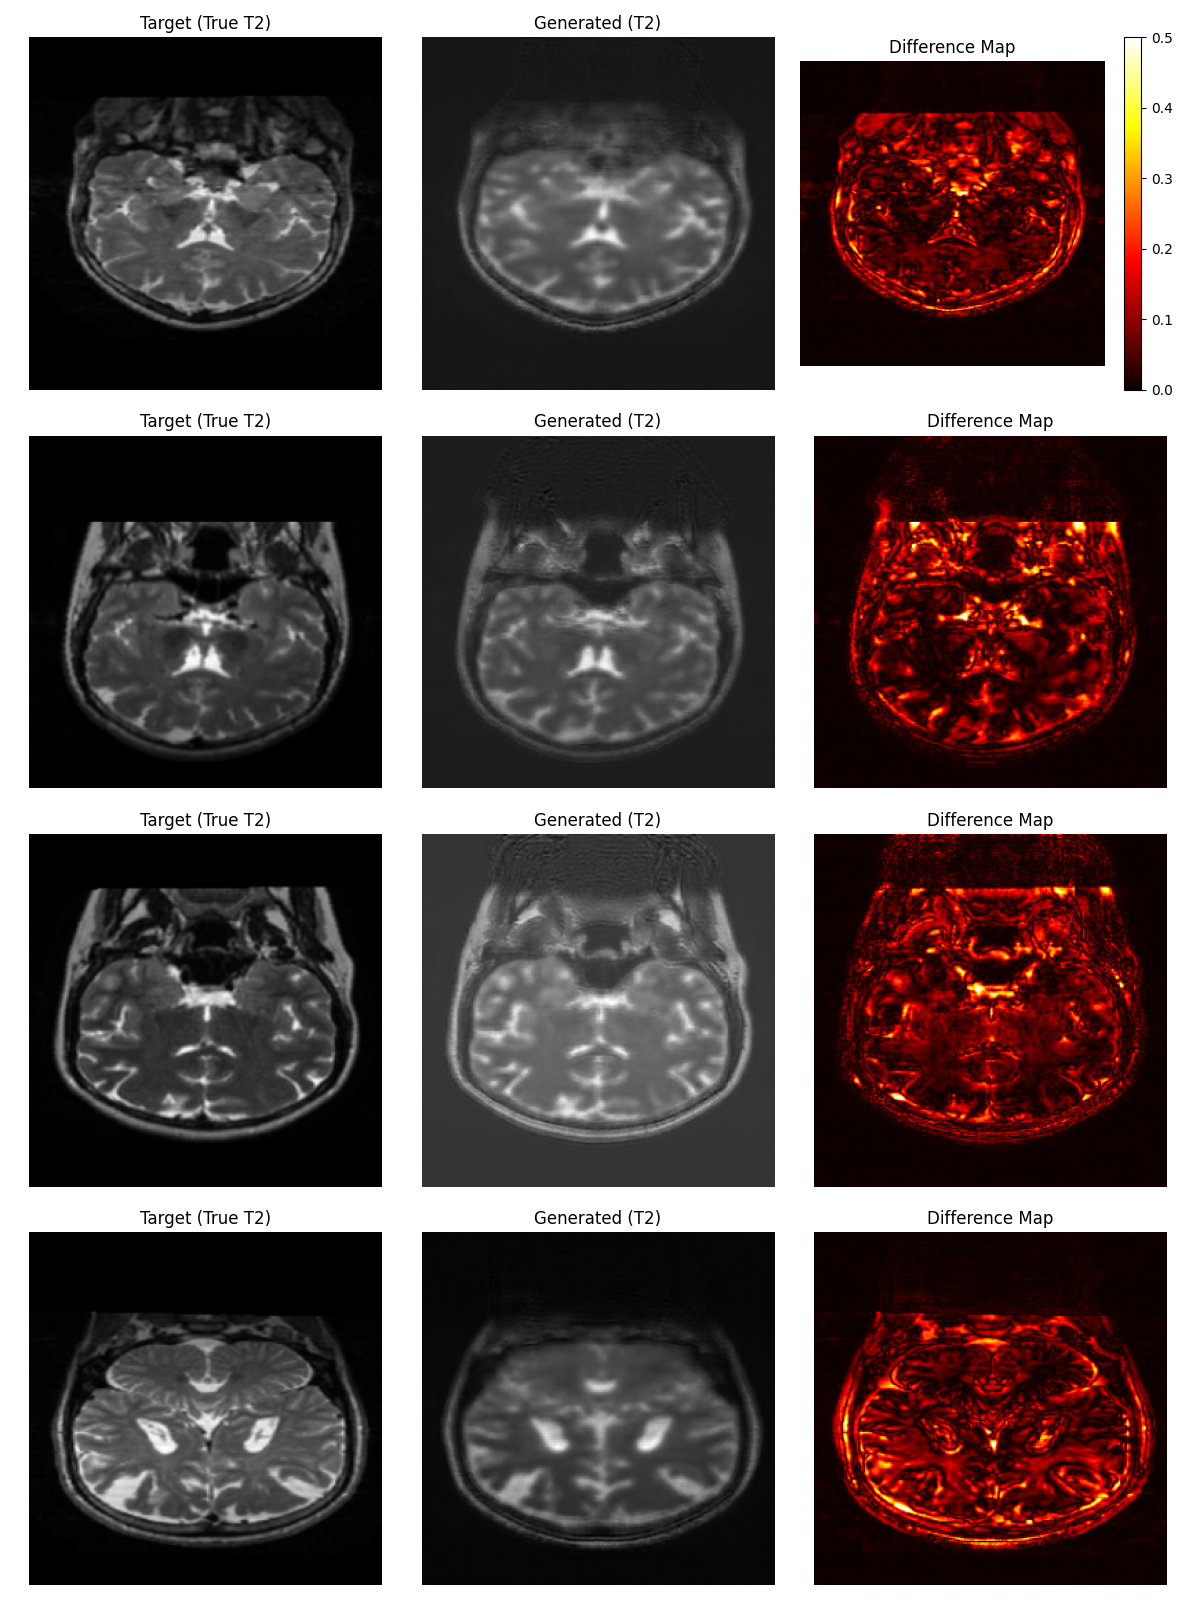 Target (True T2)
Generated (T2)
Difference Map
0.5
0.4
0.3
0.2
0.1
0.0
Target (True T2)
Generated (T2)
Difference Map
Target (True T2)
Generated (T2)
Difference Map
Target (True T2)
Generated (T2)
Difference Map